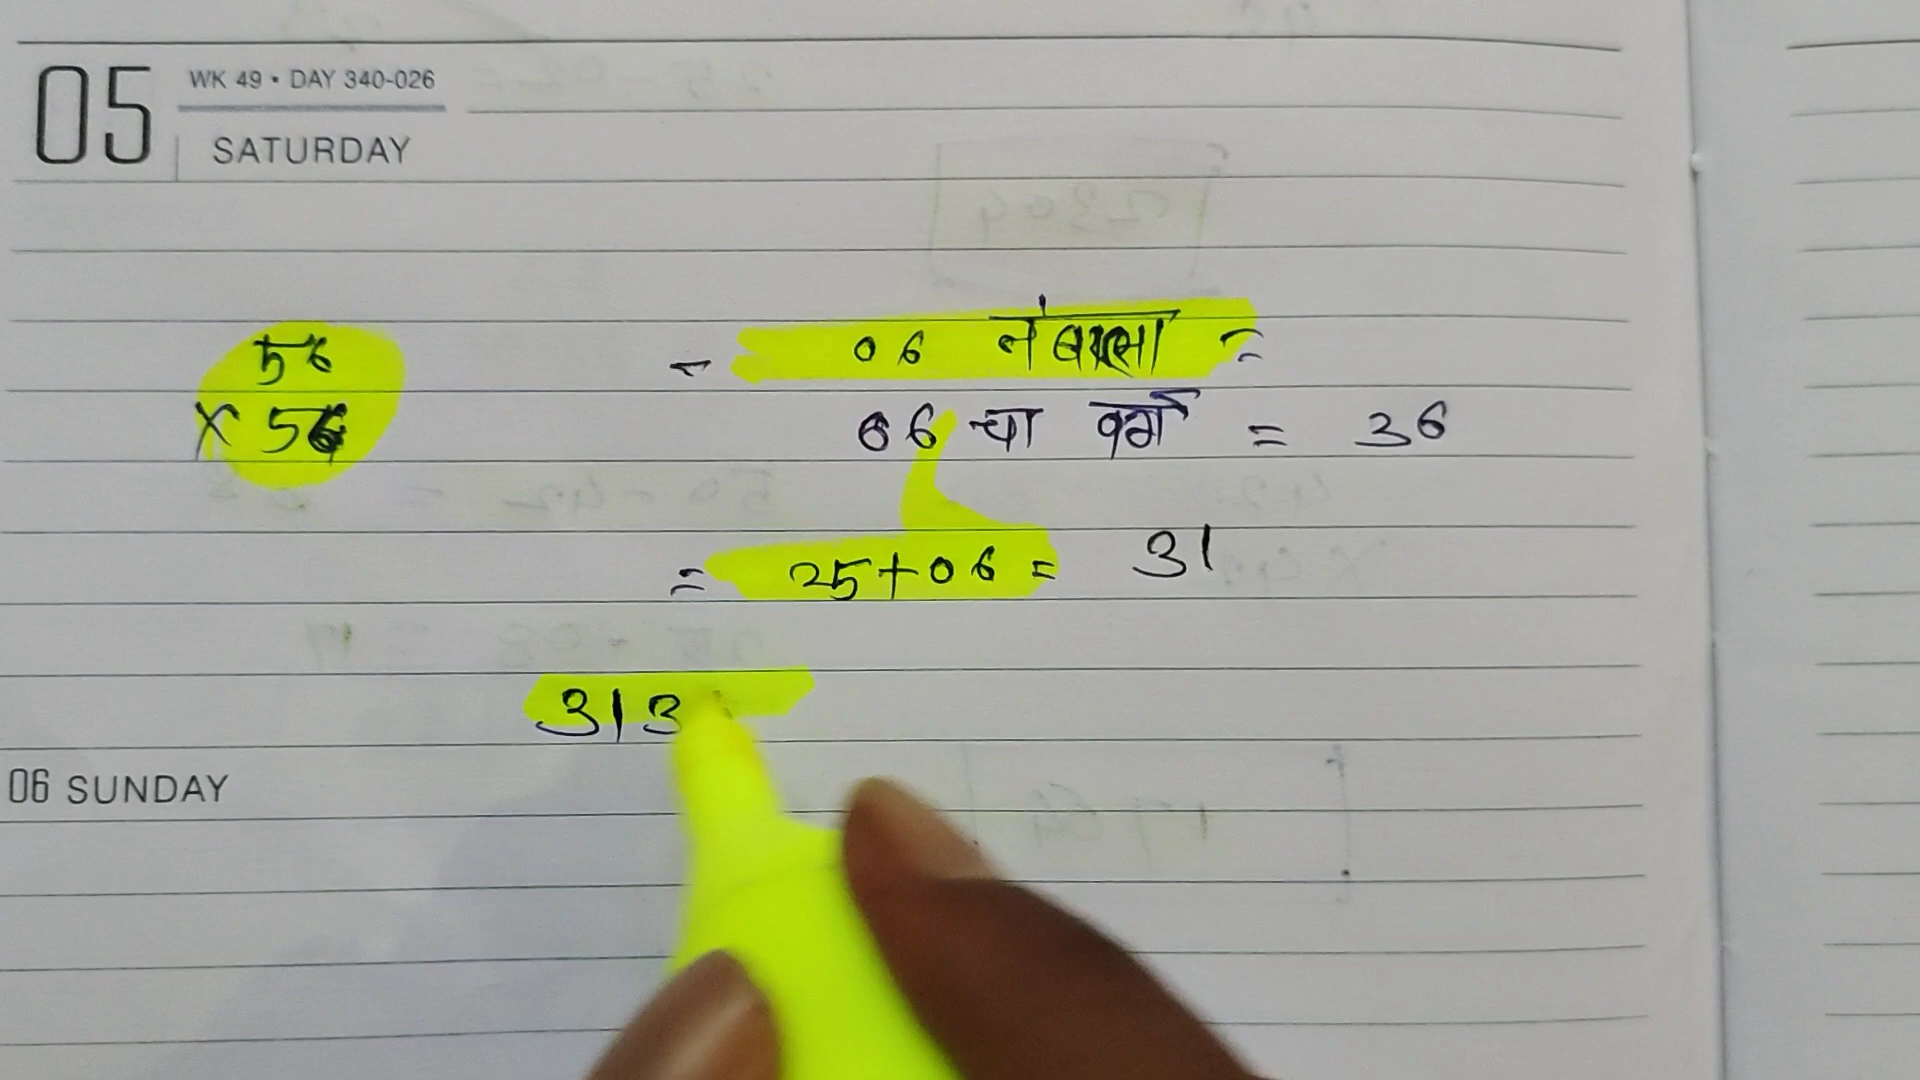 05 WK 49 • DAY 340-026
SATURDAY
56 - 06 =
x 56 06 चा वर्ग = 36
= 25+06 = 31
313
06 SUNDAY